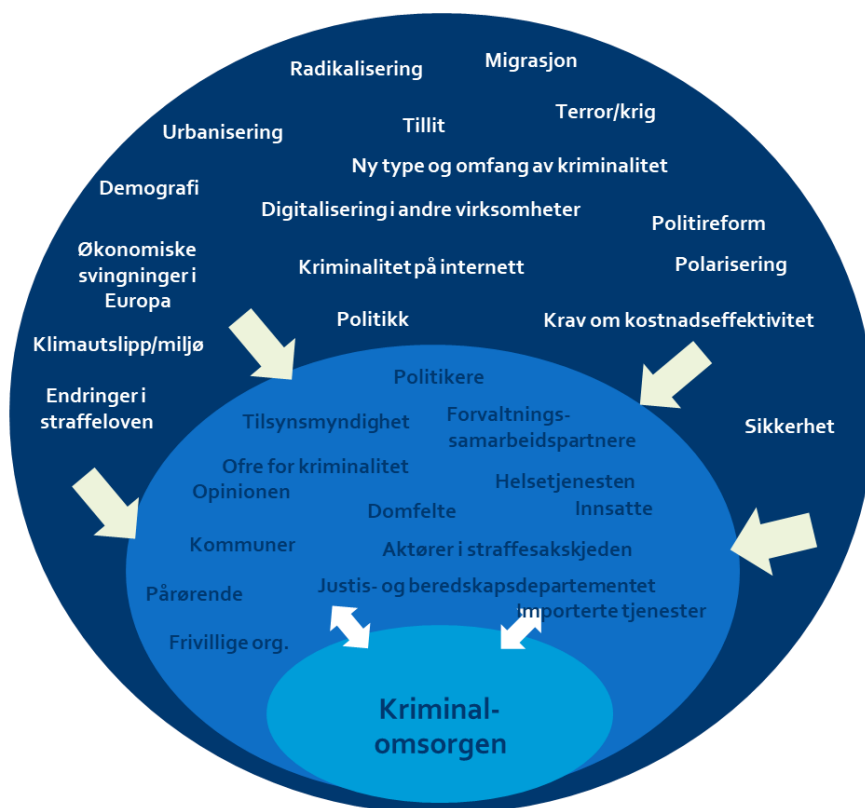 Radikalisering
Migrasjon
Terror/krig
Urbanisering
Tillit
Ny type og omfang av kriminalitet
Demografi
Digitalisering i andre virksomheter
Politireform
Økonomiske
svingninger i
Europa
Kriminalitet på internett
Polarisering
Politikk
Krav om kostnadseffektivitet
Klimautslipp/miljø
Endringer i
straffeloven
Sikkerhet
Politikere
Tilsynsmyndighet
Forvaltnings-
samarbeidspartnere
Ofre for kriminalitet
Opinionen
Helsetjenesten
Innsatte
Domfelte
Kommuner
Aktører i straffesakskjeden
Pårørende
Justis- og beredskapsdepartementet
Importerte tjenester
Frivillige org.
Kriminal-
omsorgen